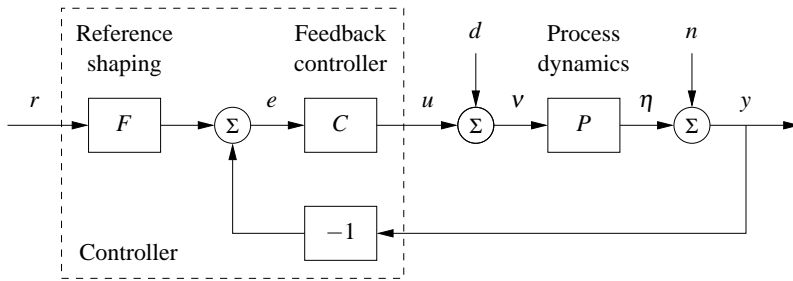 Reference
shaping
Feedback
controller
d
Process
dynamics
n
r
F
Σ
e
C
u
Σ
ν
P
η
Σ
y
−1
Controller